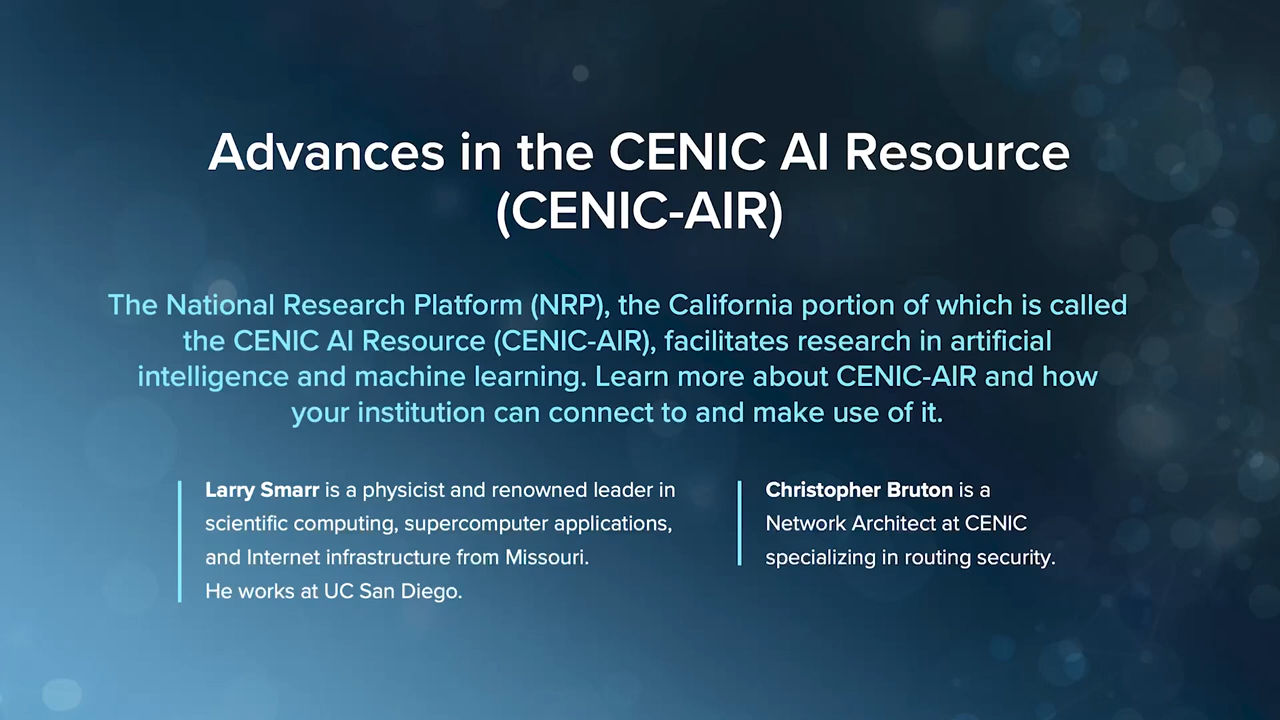 Advances in the CENIC AI Resource
(CENIC-AIR)
The National Research Platform (NRP), the California portion of which is called
the CENIC AI Resource (CENIC-AIR), facilitates research in artificial
intelligence and machine learning. Learn more about CENIC-AIR and how
your institution can connect to and make use of it.
Larry Smarr is a physicist and renowned leader in
scientific computing, supercomputer applications,
and Internet infrastructure from Missouri.
He works at UC San Diego.
Christopher Bruton is a
Network Architect at CENIC
specializing in routing security.